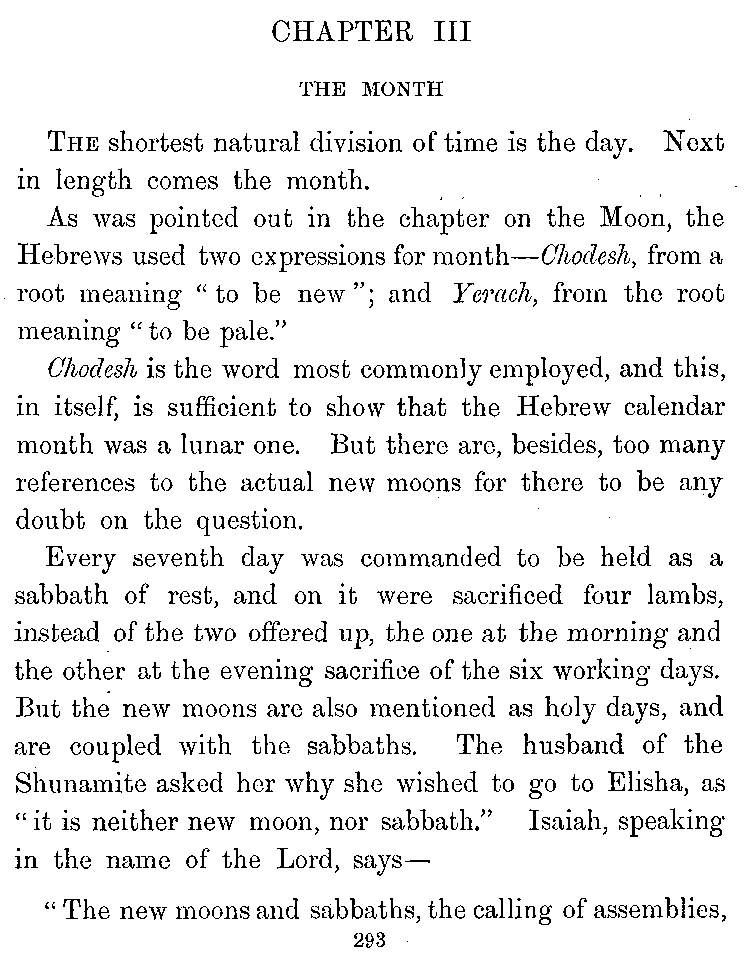 CHAPTER III
THE MONTH
THE shortest natural division of time is the day. Next
in length comes the month.
As was pointed out in the chapter on the Moon, the
Hebrews used two expressions for month—Chodesh, from a
root meaning “to be new”; and Yerach, from the root
meaning “to be pale.”
Chodesh is the word most commonly employed, and this,
in itself, is sufficient to show that the Hebrew calendar
month was a lunar one. But there are, besides, too many
references to the actual new moons for there to be any
doubt on the question.
Every seventh day was commanded to be held as a
sabbath of rest, and on it were sacrificed four lambs,
instead of the two offered up, the one at the morning and
the other at the evening sacrifice of the six working days.
But the new moons are also mentioned as holy days, and
are coupled with the sabbaths. The husband of the
Shunamite asked her why she wished to go to Elisha, as
“it is neither new moon, nor sabbath.” Isaiah, speaking
in the name of the Lord, says—
“The new moons and sabbaths, the calling of assemblies,
293